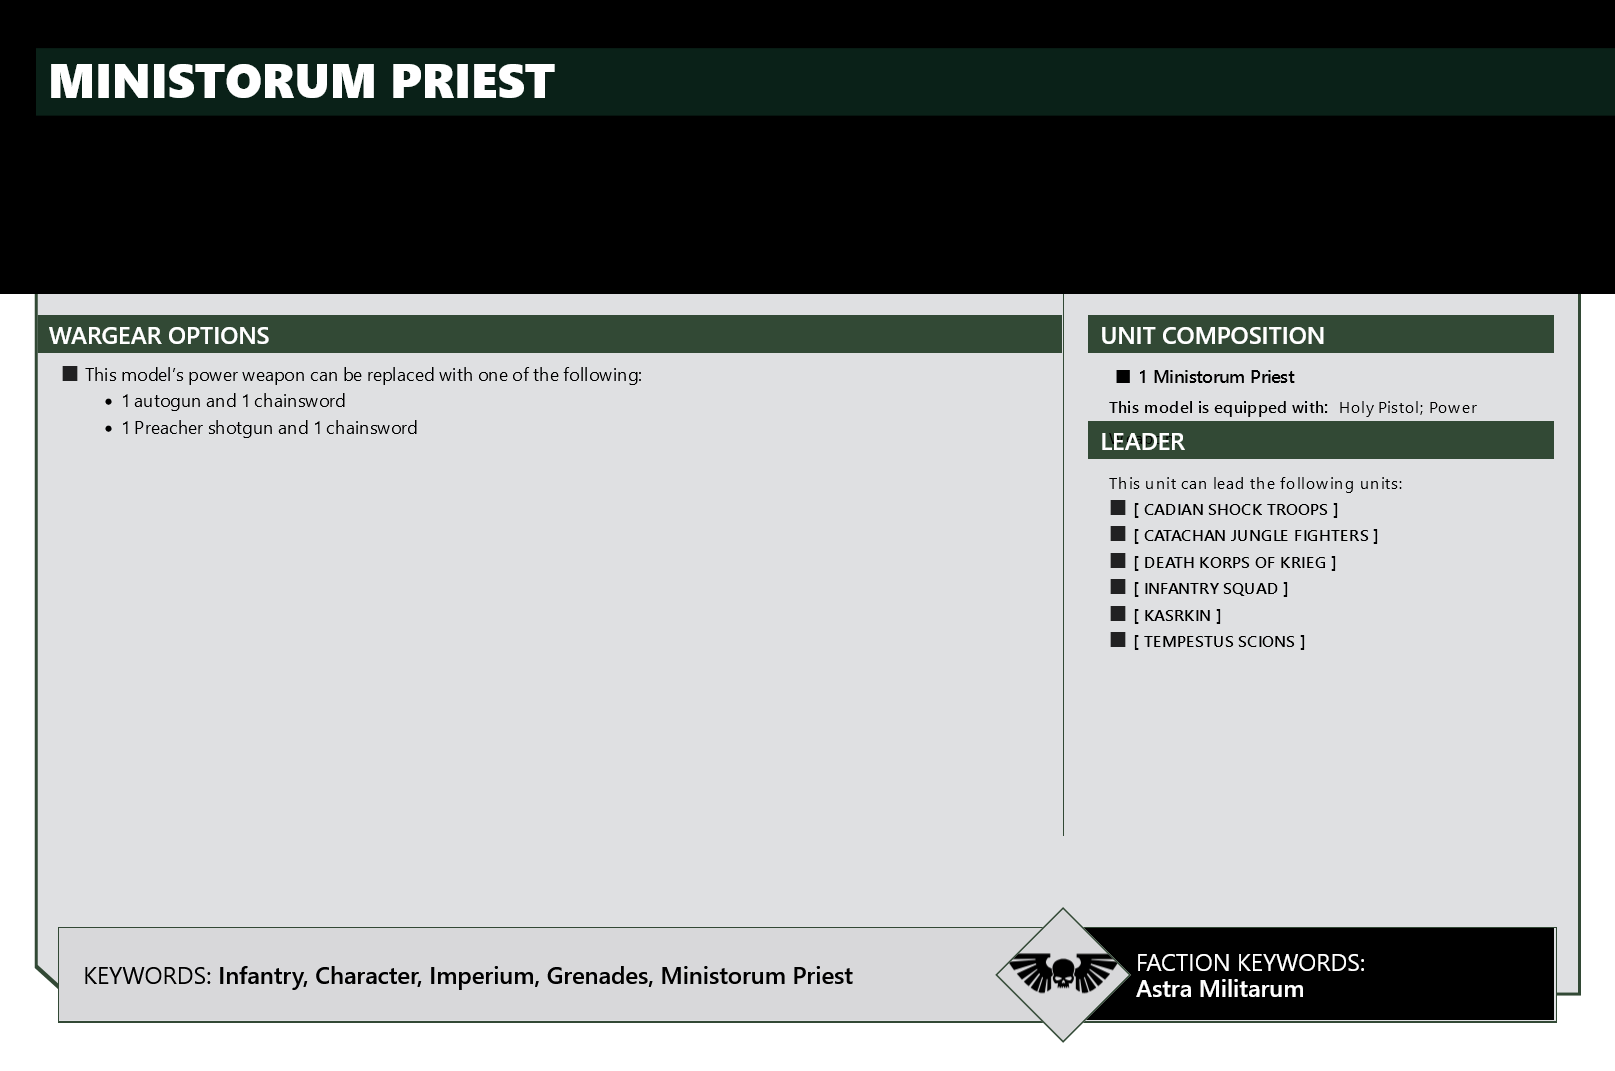 MINISTORUM PRIEST
WARGEAR OPTIONS
This model’s power weapon can be replaced with one of the following:
1 autogun and 1 chainsword
1 Preacher shotgun and 1 chainsword
UNIT COMPOSITION
1 Ministorum Priest
This model is equipped with: Holy Pistol; Power
LEADER
This unit can lead the following units:
[ CADIAN SHOCK TROOPS ]
[ CATACHAN JUNGLE FIGHTERS ]
[ DEATH KORPS OF KRIEG ]
[ INFANTRY SQUAD ]
[ KASRKIN ]
[ TEMPESTUS SCIONS ]
KEYWORDS: Infantry, Character, Imperium, Grenades, Ministorum Priest
FACTION KEYWORDS:
Astra Militarum